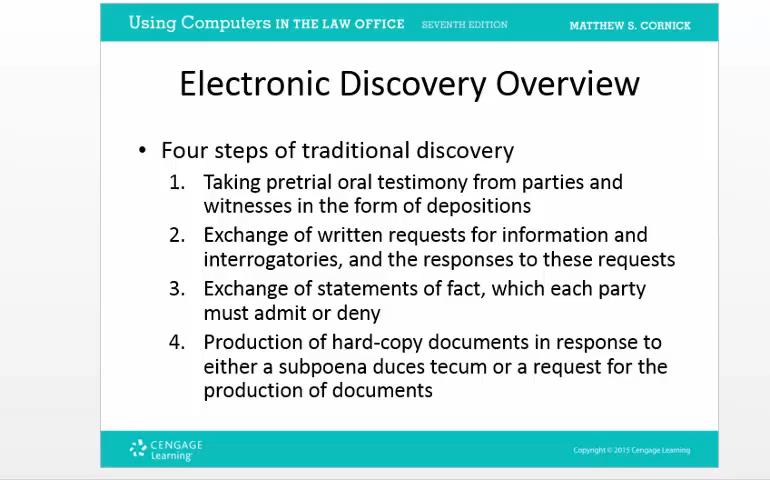 Using Computers IN THE LAW OFFICE SEVENTH EDITION MATTHEW S. CORNICK
Electronic Discovery Overview
• Four steps of traditional discovery
1. Taking pretrial oral testimony from parties and
witnesses in the form of depositions
2. Exchange of written requests for information and
interrogatories, and the responses to these requests
3. Exchange of statements of fact, which each party
must admit or deny
4. Production of hard-copy documents in response to
either a subpoena duces tecum or a request for the
production of documents
CENGAGE
Learning
Copyright © 2015 Cengage Learning